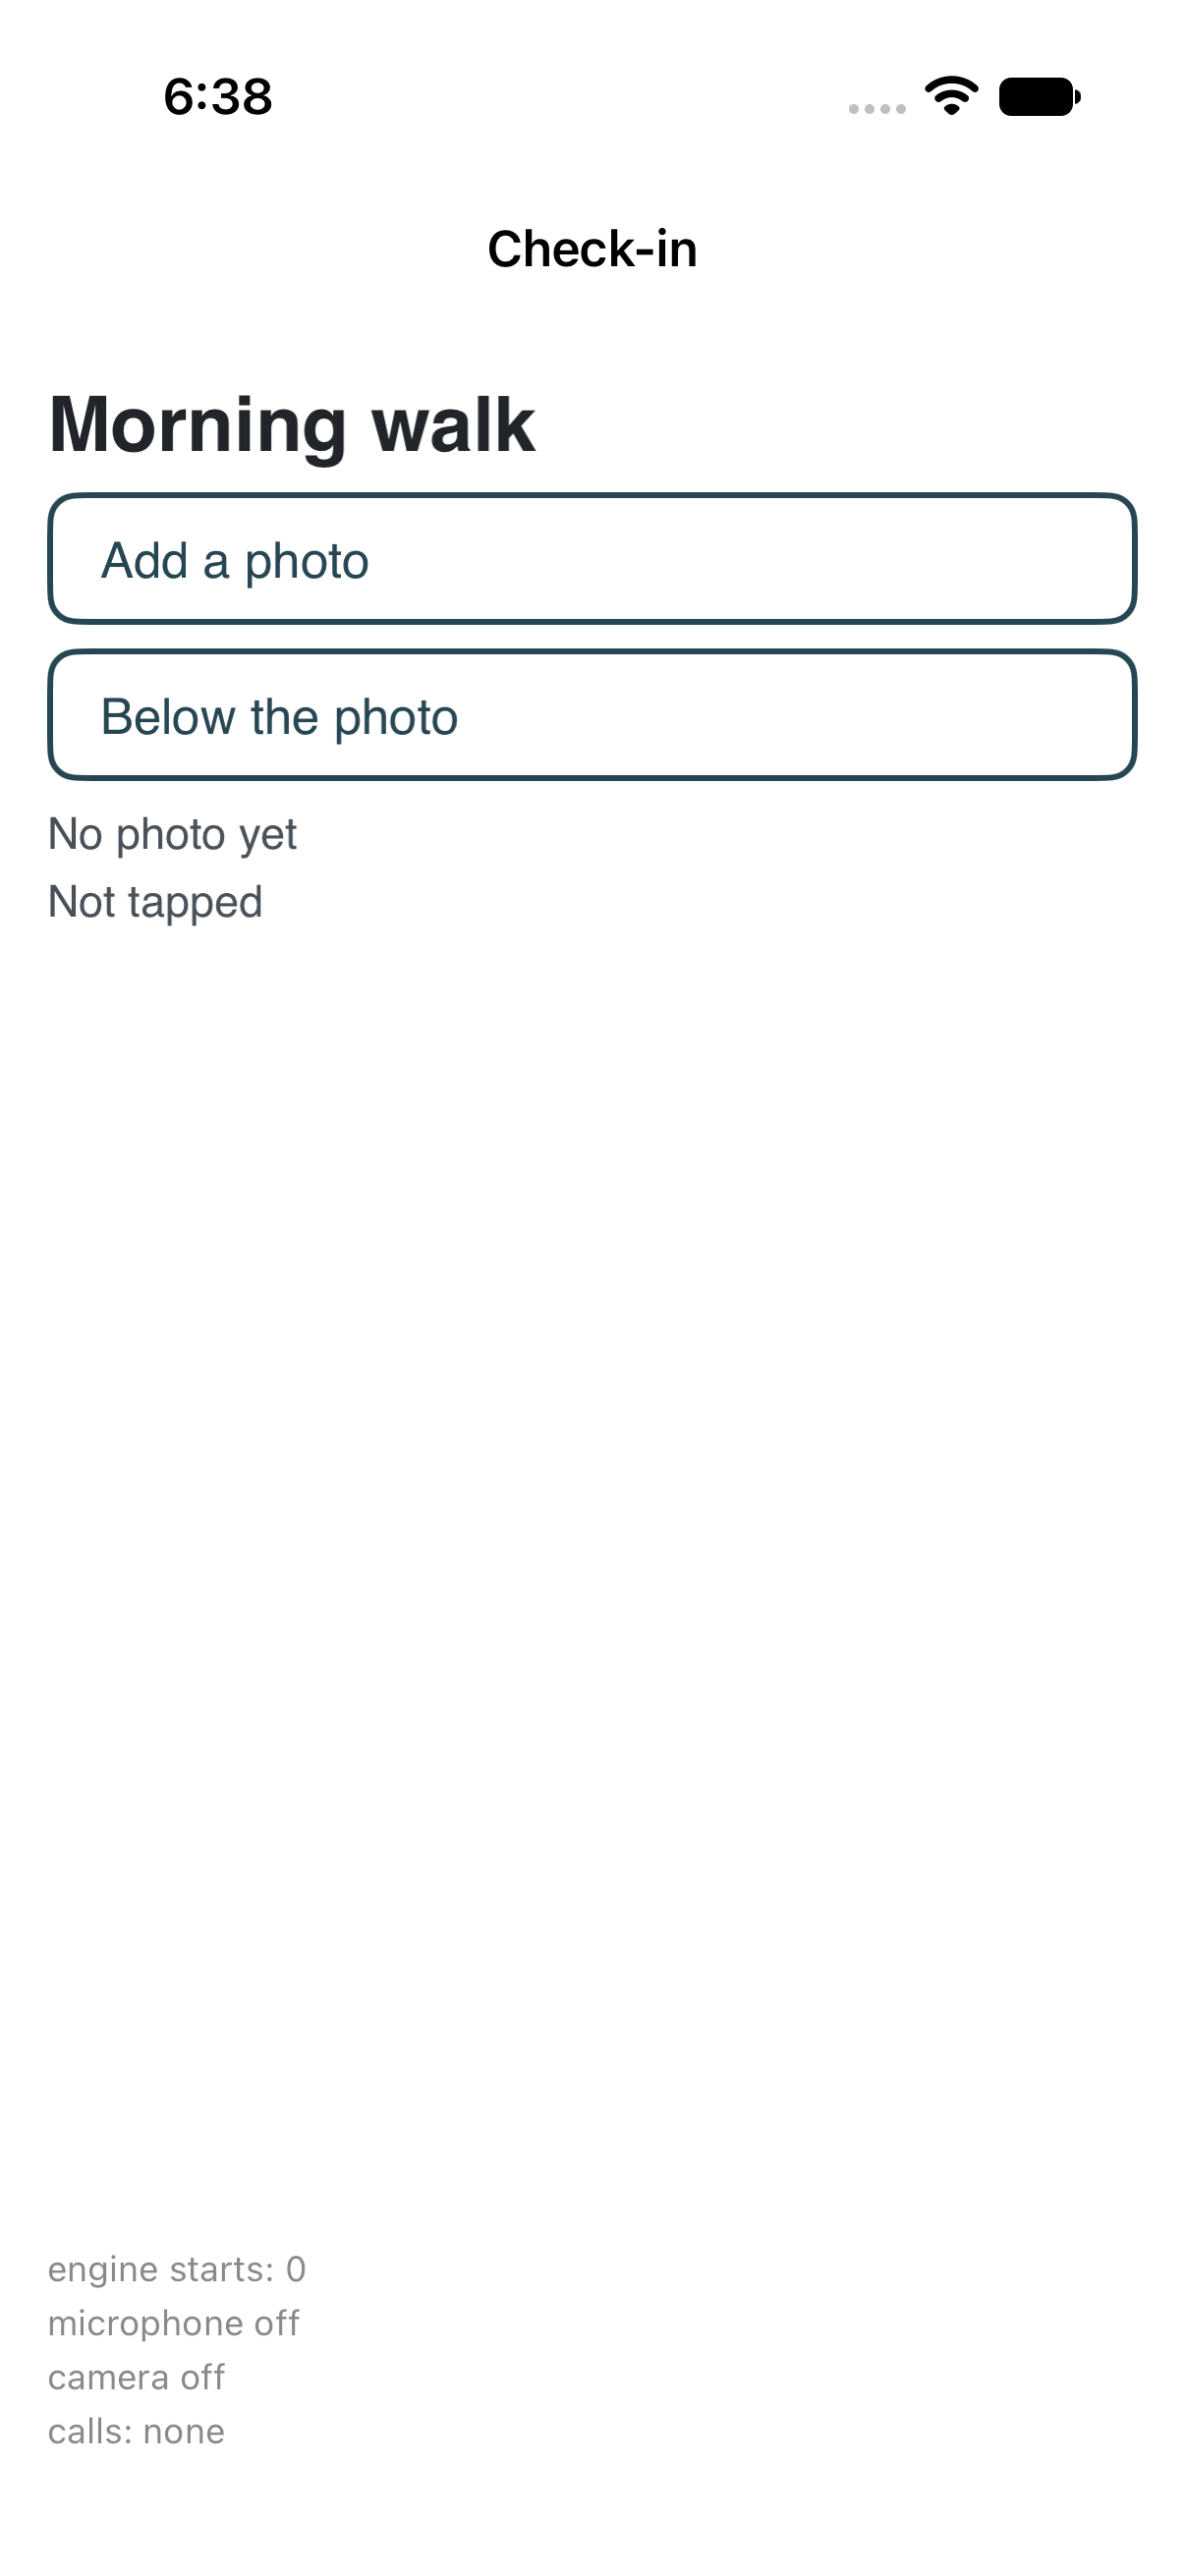 6:38
Check-in
Morning walk
Add a photo
Below the photo
No photo yet
Not tapped
engine starts: 0
microphone off
camera off
calls: none